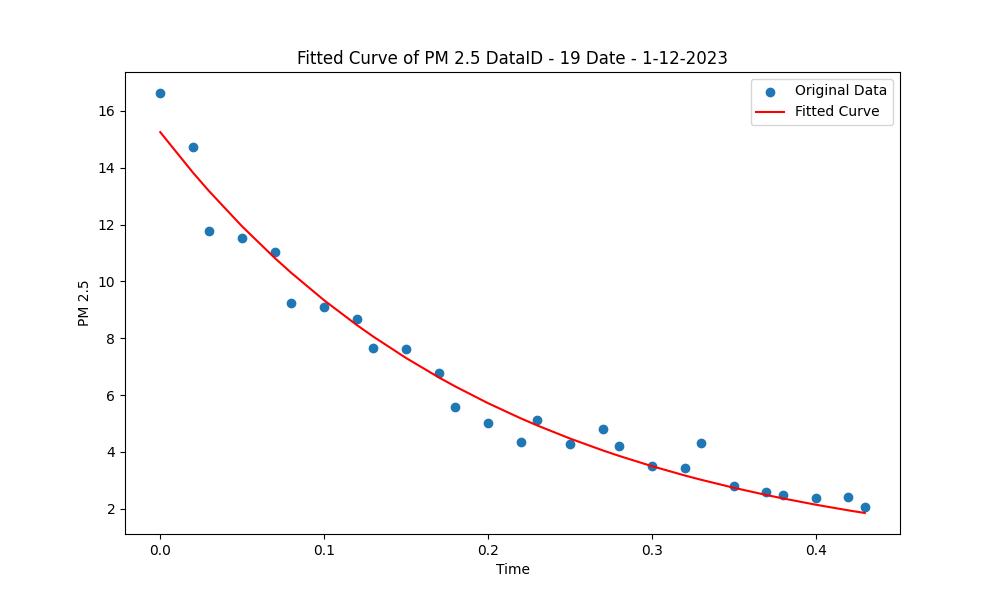 Fitted Curve of PM 2.5 DataID - 19 Date - 1-12-2023
Original Data
Fitted Curve
PM 2.5
16
14
12
10
8
6
4
2
0.0 0.1 0.2 0.3 0.4
Time